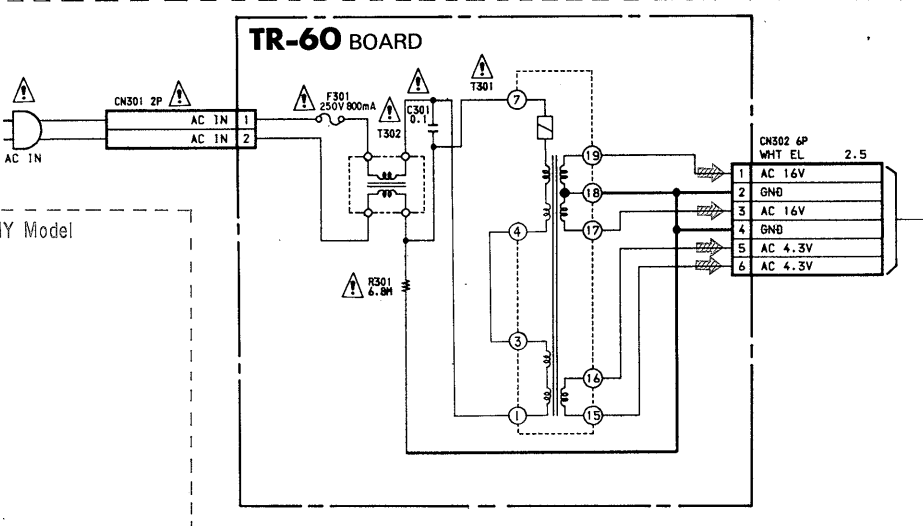 TR-60 BOARD
CN301 2P
F301
250V 800mA
C301
0.1
T301
T302
AC IN 1
AC IN 2
AC IN
7
19
18
17
4
3
16
1
15
CN302 6P
WHT EL 2.5
1 AC 16V
2 GND
3 AC 16V
4 GND
5 AC 4.3V
6 AC 4.3V
R301
6.8M
Y Model